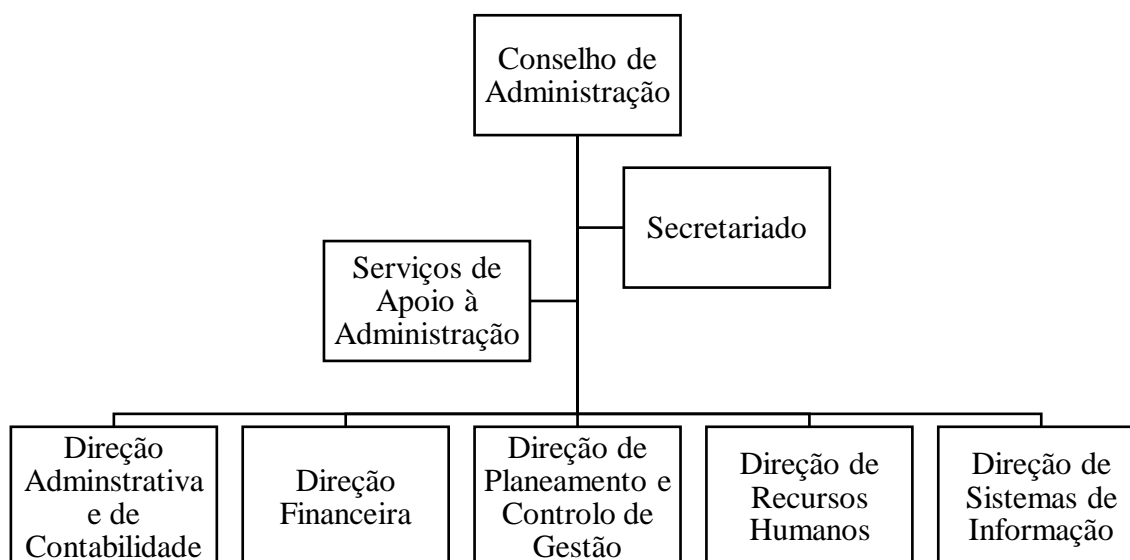 Conselho de
Administração
Secretariado
Serviços de
Apoio à
Administração
Direção
Adminstrativa
e de
Contabilidade
Direção
Financeira
Direção de
Planeamento e
Controlo de
Gestão
Direção de
Recursos
Humanos
Direção de
Sistemas de
Informação